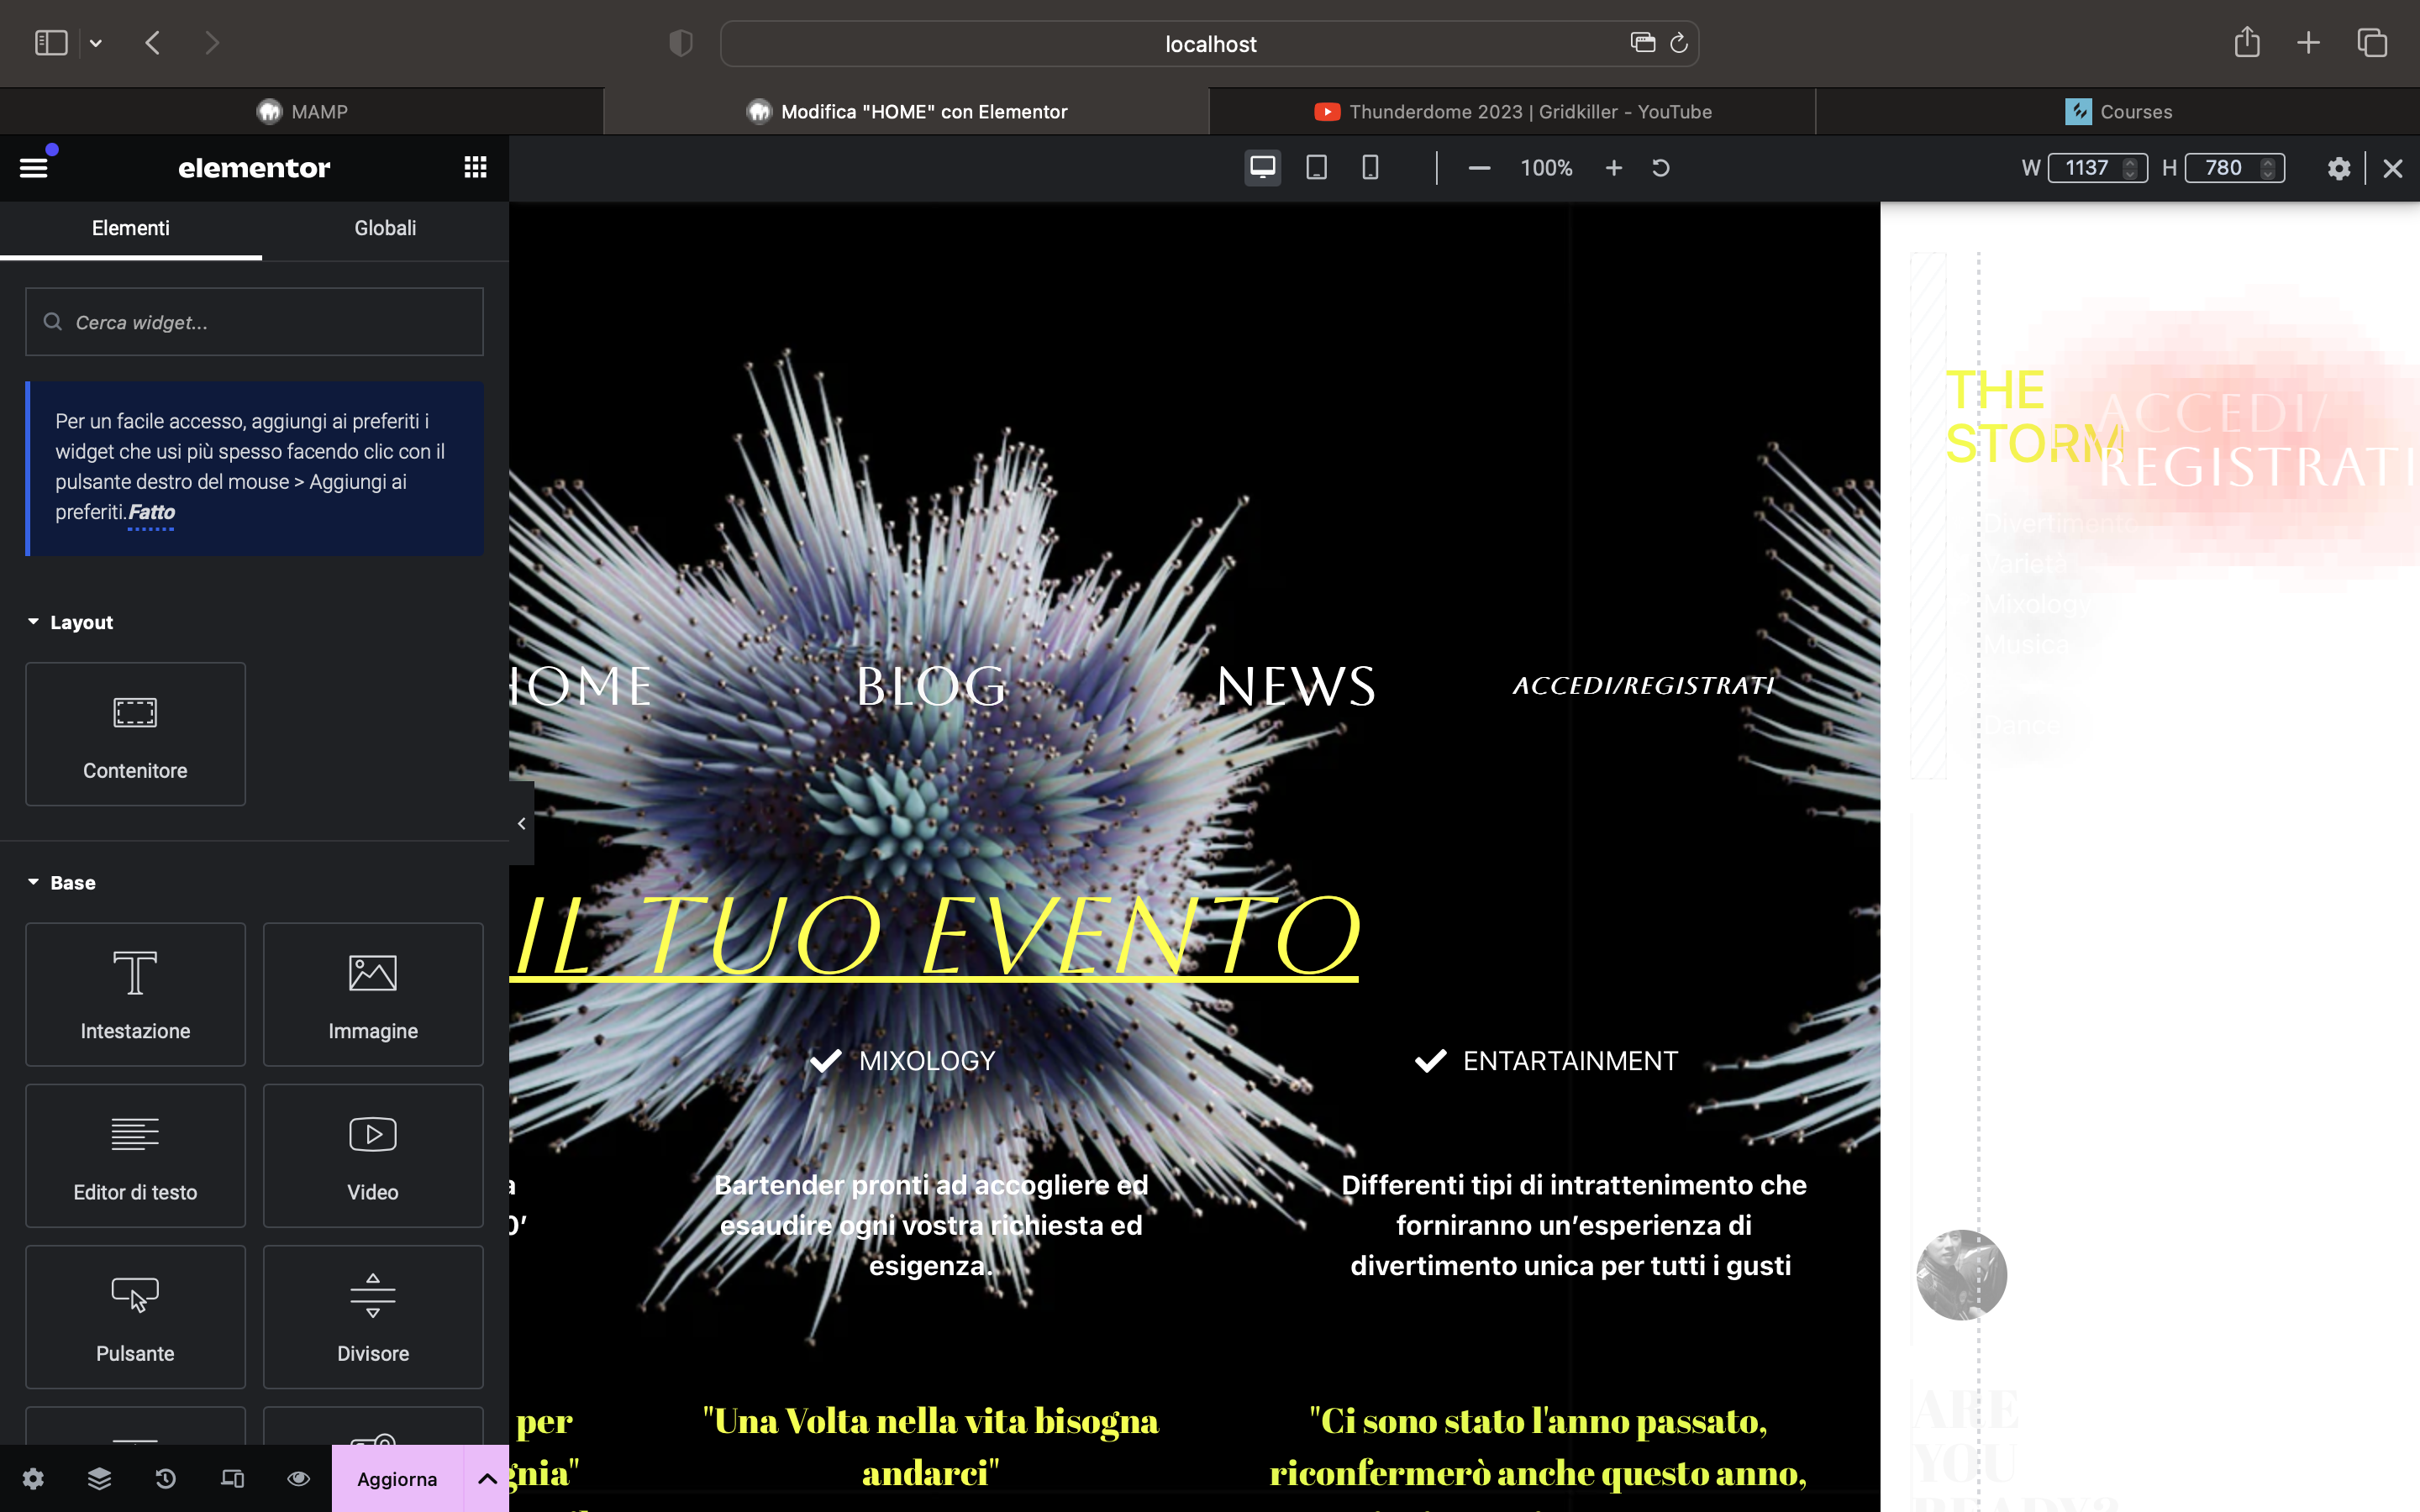 localhost
MAMP
Modifica "HOME" con Elementor
Thunderdome 2023 | Gridkiller - YouTube
Courses
elementor
100%
W 1137 H 780
Elementi
Globali
Cerca widget...
Per un facile accesso, aggiungi ai preferiti i
widget che usi più spesso facendo clic con il
pulsante destro del mouse > Aggiungi ai
preferiti.Fatto
Layout
Contenitore
Base
Intestazione
Immagine
Editor di testo
Video
Pulsante
Divisore
Aggiorna
HOME
BLOG
NEWS
ACCEDI/REGISTRATI
IL TUO EVENTO
MIXOLOGY
ENTARTAINMENT
Bartender pronti ad accogliere ed
esaudire ogni vostra richiesta ed
esigenza.
Differenti tipi di intrattenimento che
forniranno un'esperienza di
divertimento unica per tutti i gusti
per
gnia"
"Una Volta nella vita bisogna
andarci"
"Ci sono stato l'anno passato,
riconfermerò anche questo anno,
THE
STORM
ACCEDI/
REGISTRATI
Divertimento
Varietà
Mixology
Musica
Dance
ARE
YOU
READY?